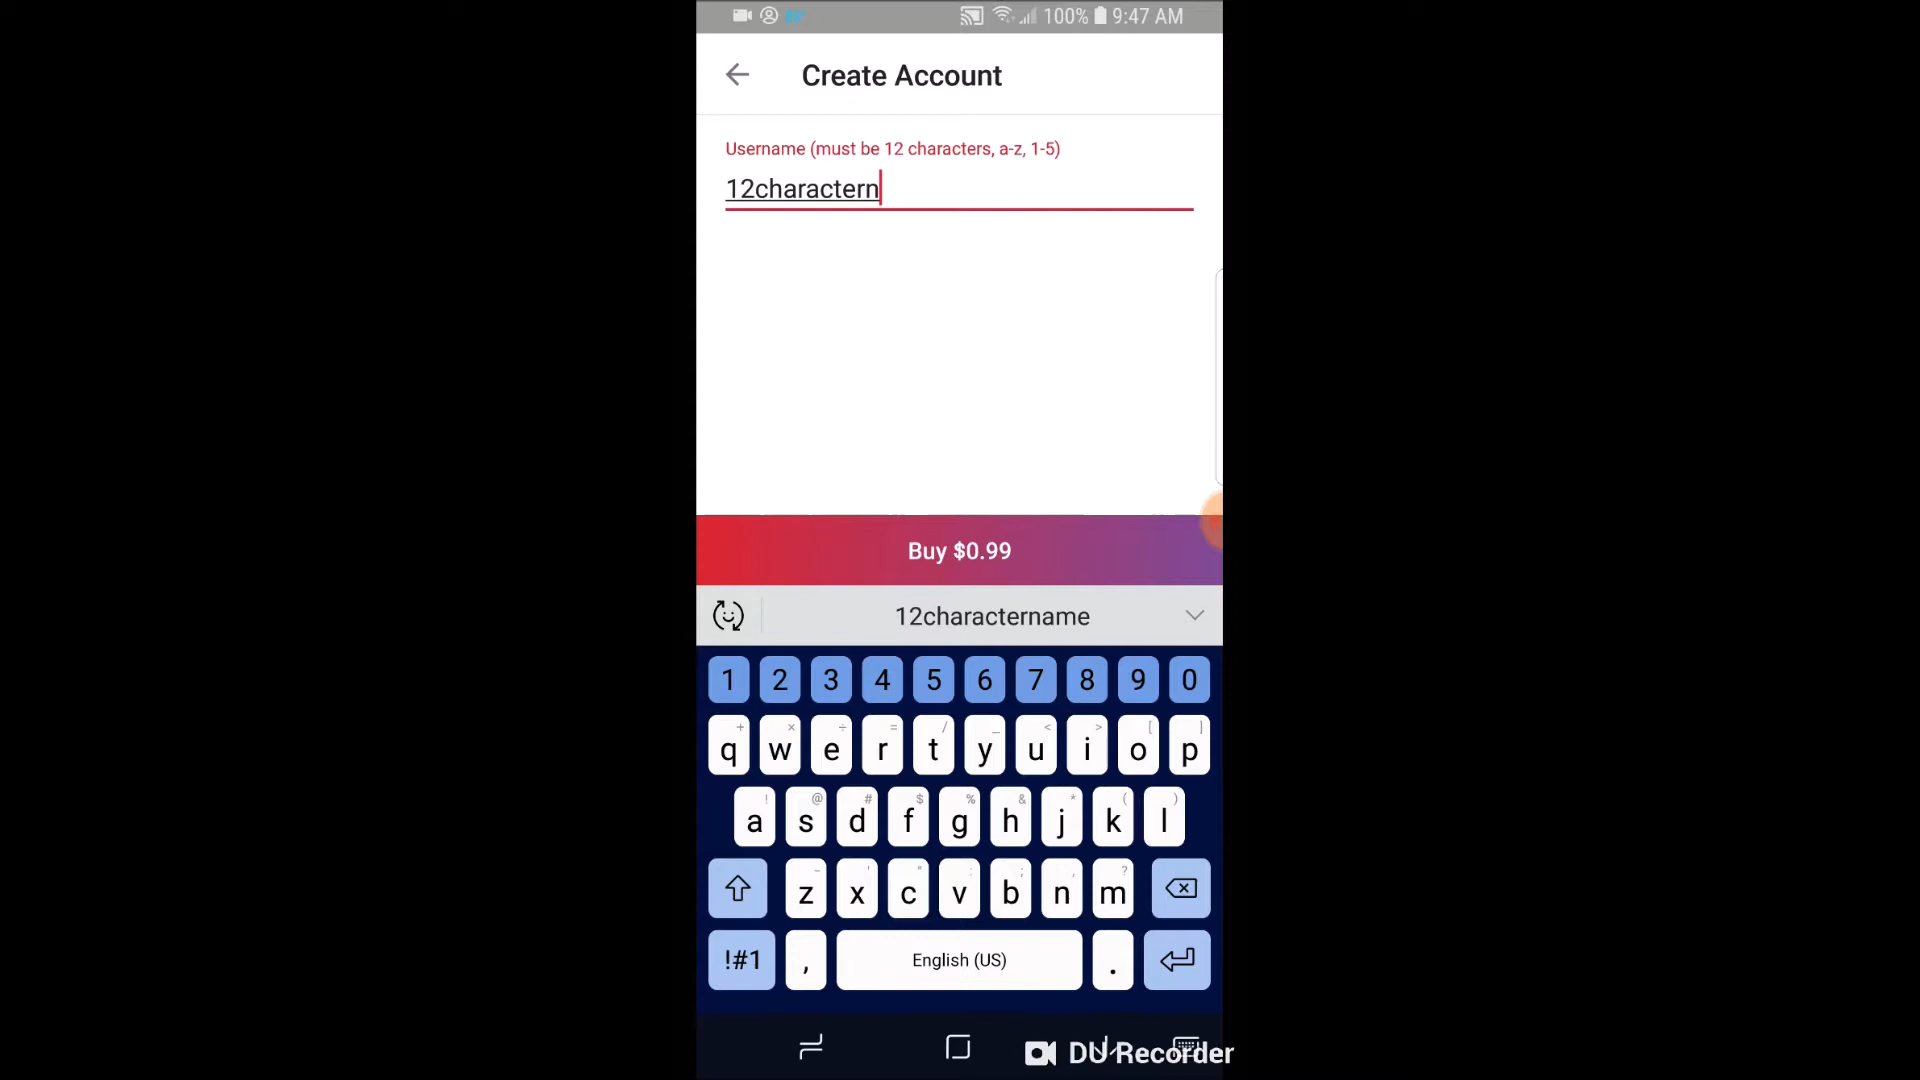 100% 9:47 AM
Create Account
Username (must be 12 characters, a-z, 1-5)
12charactern
Buy $0.99
12charactername
1 2 3 4 5 6 7 8 9 0
+ × ÷ = / _ < > [ ]
q w e r t y u i o p
! @ # $ % & * ( )
a s d f g h j k l
- ' " : ; , ?
z x c v b n m
!#1 , English (US) .
DU Recorder